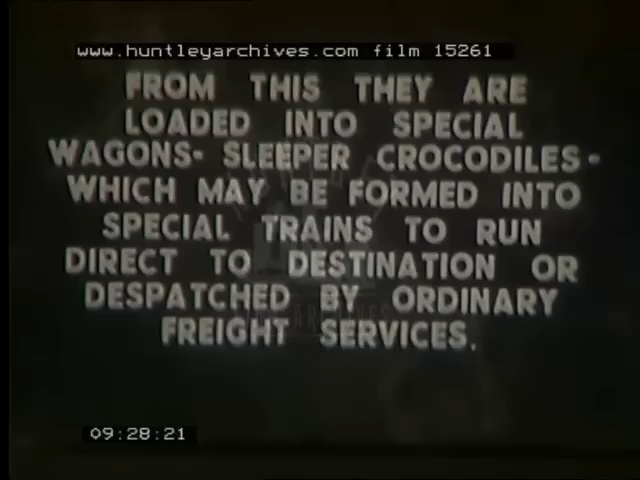 www.huntleyarchives.com film 15261
FROM THIS THEY ARE
LOADED INTO SPECIAL
WAGONS- SLEEPER CROCODILES-
WHICH MAY BE FORMED INTO
SPECIAL TRAINS TO RUN
DIRECT TO DESTINATION OR
DESPATCHED BY ORDINARY
FREIGHT SERVICES.
09:28:21